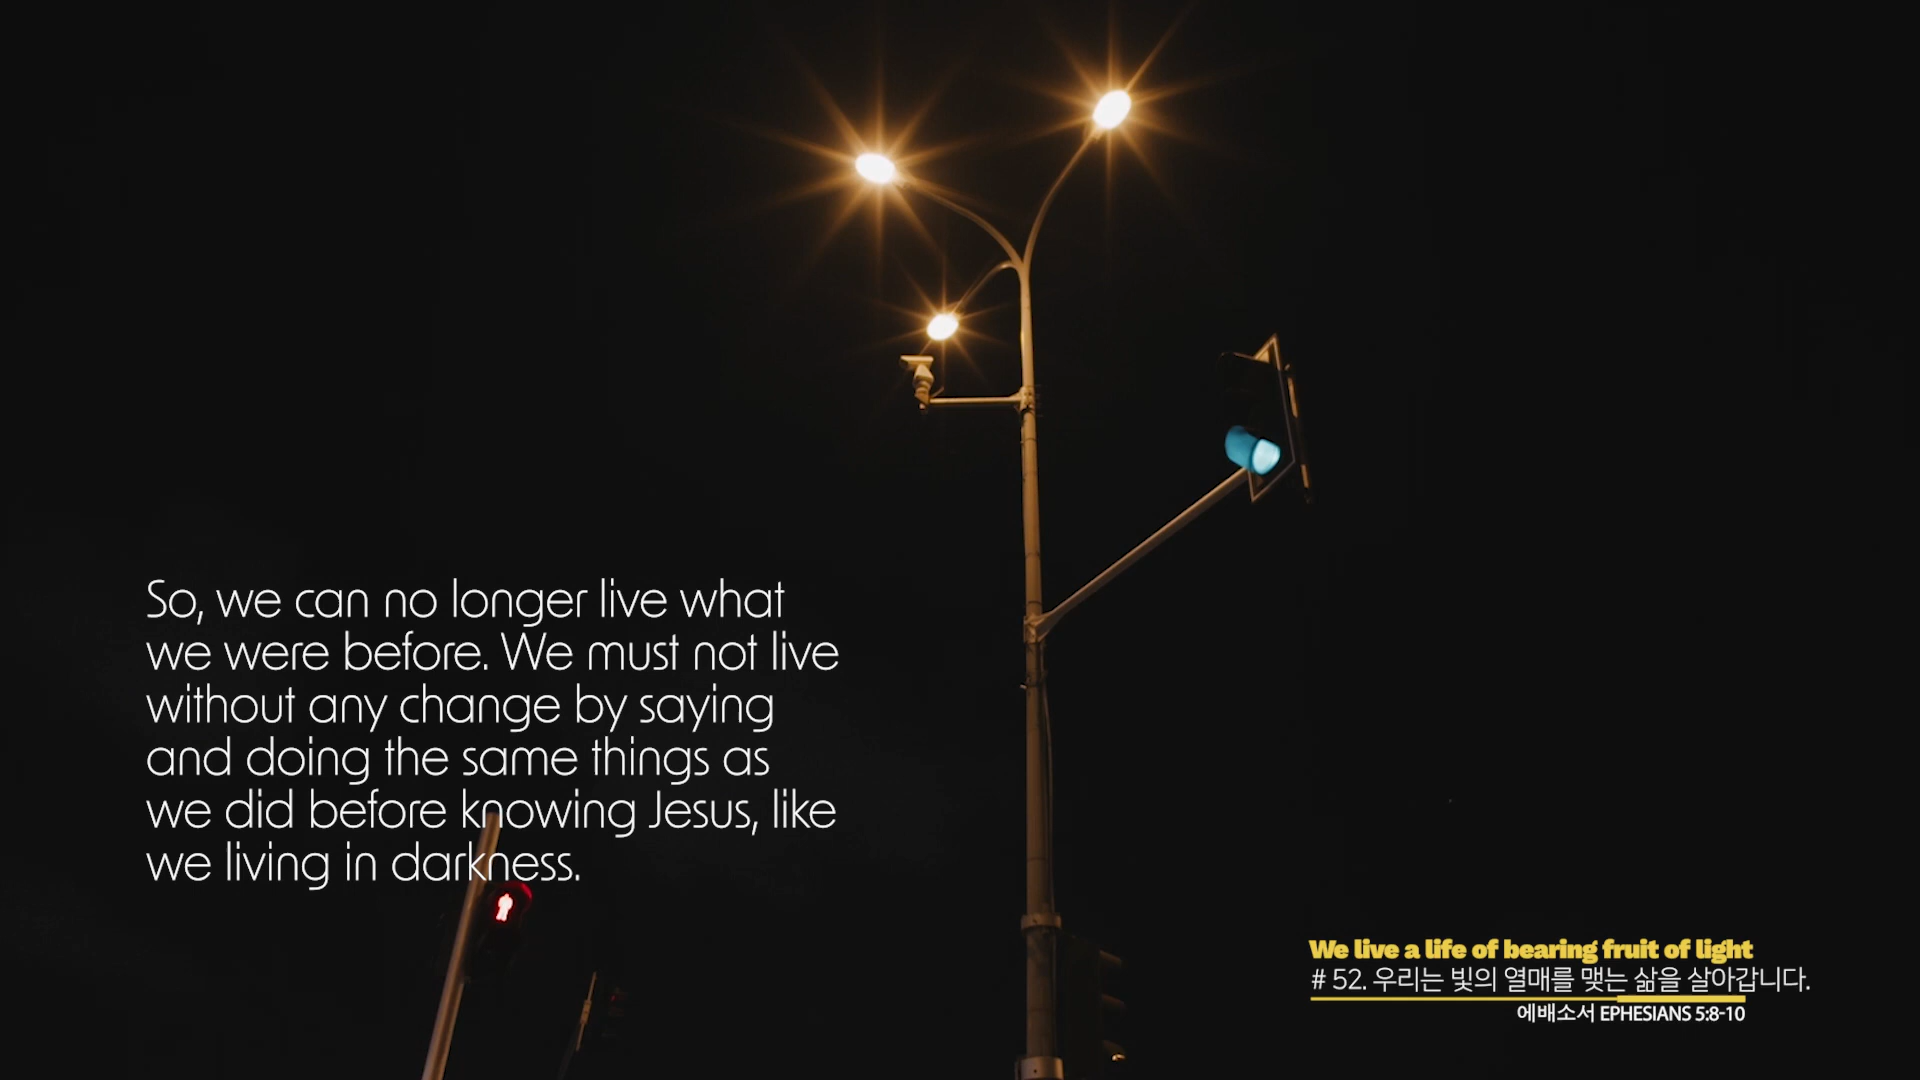 So, we can no longer live what
we were before. We must not live
without any change by saying
and doing the same things as
we did before knowing Jesus, like
we living in darkness.
We live a life of bearing fruit of light
# 52. 우리는 빛의 열매를 맺는 삶을 살아갑니다.
에배소서 EPHESIANS 5:8-10